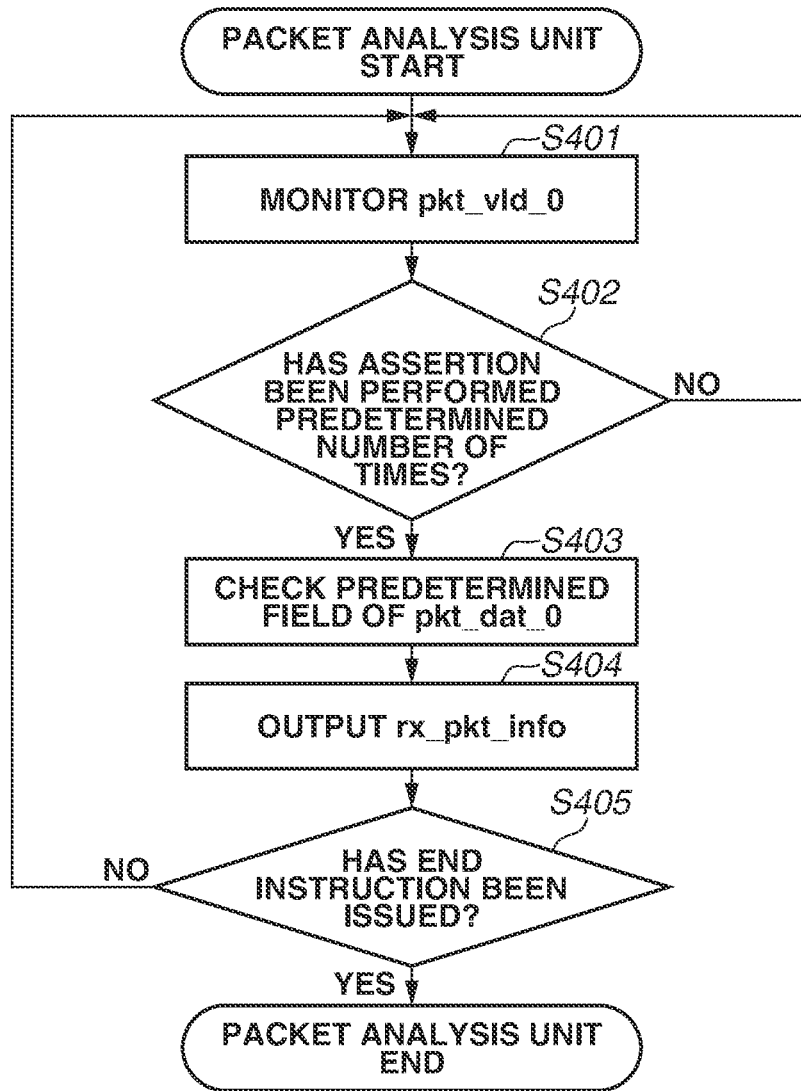 PACKET ANALYSIS UNIT
START
S401
MONITOR pkt_vld_0
S402
HAS ASSERTION
BEEN PERFORMED
PREDETERMINED
NUMBER OF
TIMES?
NO
YES
S403
CHECK PREDETERMINED
FIELD OF pkt_dat_0
S404
OUTPUT rx_pkt_info
S405
HAS END
INSTRUCTION BEEN
ISSUED?
NO
YES
PACKET ANALYSIS UNIT
END